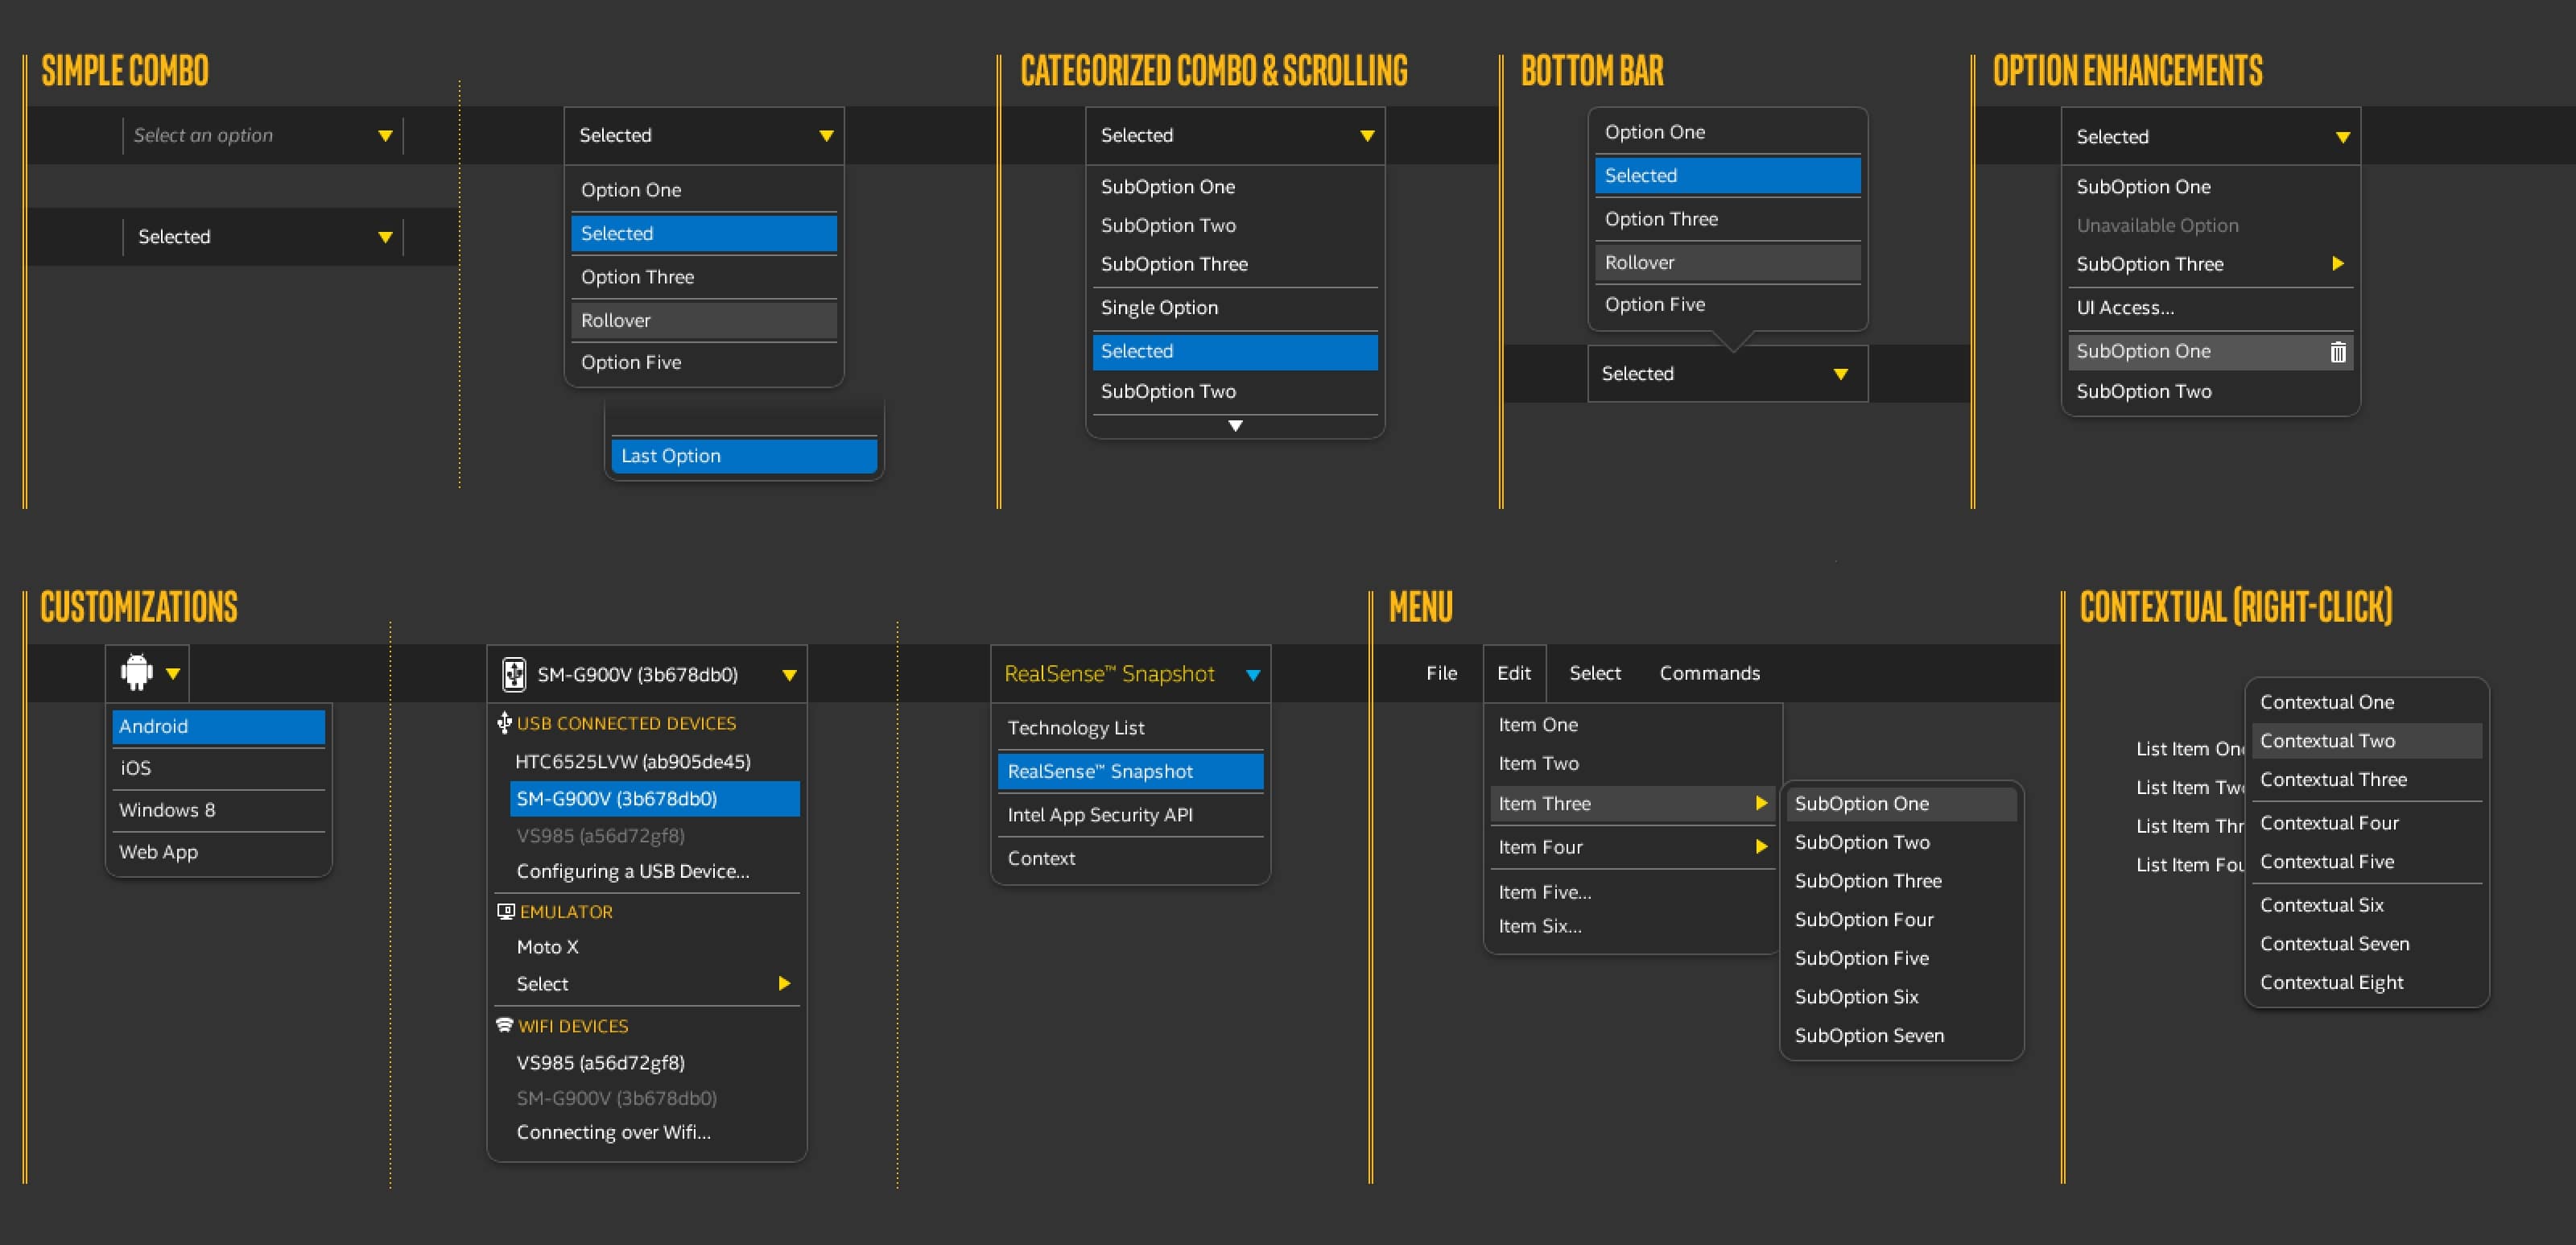 SIMPLE COMBO
Select an option
Selected
Selected
Option One
Selected
Option Three
Rollover
Option Five
Last Option
CATEGORIZED COMBO & SCROLLING
Selected
SubOption One
SubOption Two
SubOption Three
Single Option
Selected
SubOption Two
BOTTOM BAR
Option One
Selected
Option Three
Rollover
Option Five
Selected
OPTION ENHANCEMENTS
Selected
SubOption One
Unavailable Option
SubOption Three
UI Access...
SubOption One
SubOption Two
CUSTOMIZATIONS
Android
iOS
Windows 8
Web App
SM-G900V (3b678db0)
USB CONNECTED DEVICES
HTC6525LVW (ab905de45)
SM-G900V (3b678db0)
VS985 (a56d72gf8)
Configuring a USB Device...
EMULATOR
Moto X
Select
WIFI DEVICES
VS985 (a56d72gf8)
SM-G900V (3b678db0)
Connecting over Wifi...
RealSense™ Snapshot
Technology List
RealSense™ Snapshot
Intel App Security API
Context
MENU
File Edit Select Commands
Item One
Item Two
Item Three
Item Four
Item Five...
Item Six...
SubOption One
SubOption Two
SubOption Three
SubOption Four
SubOption Five
SubOption Six
SubOption Seven
CONTEXTUAL (RIGHT-CLICK)
List Item One
List Item Tw
List Item Thr
List Item Fou
Contextual One
Contextual Two
Contextual Three
Contextual Four
Contextual Five
Contextual Six
Contextual Seven
Contextual Eight